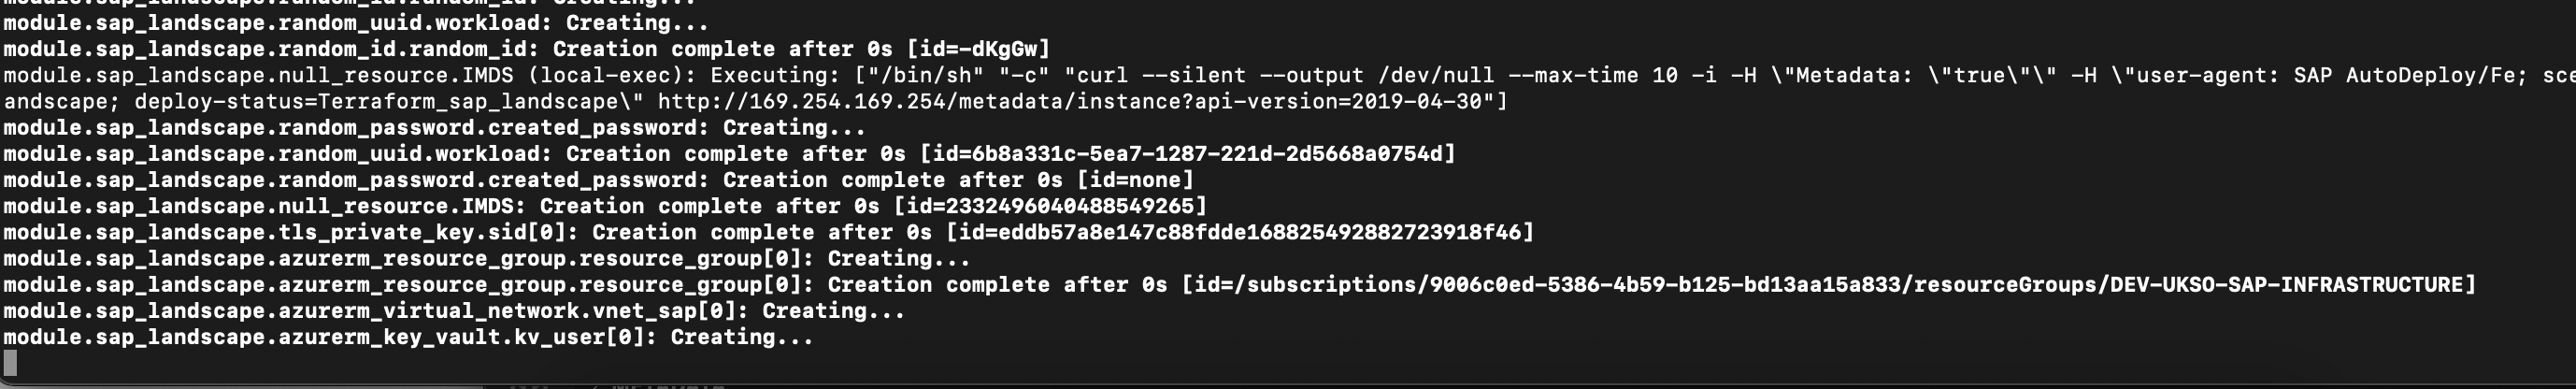 module.sap_landscape.random_id.random_id: Creating...
module.sap_landscape.random_uuid.workload: Creating...
module.sap_landscape.random_id.random_id: Creation complete after 0s [id=-dKgGw]
module.sap_landscape.null_resource.IMDS (local-exec): Executing: ["/bin/sh" "-c" "curl --silent --output /dev/null --max-time 10 -i -H \"Metadata: \"true\"\" -H \"user-agent: SAP AutoDeploy/Fe; sce
andscape; deploy-status=Terraform_sap_landscape\" http://169.254.169.254/metadata/instance?api-version=2019-04-30"]
module.sap_landscape.random_password.created_password: Creating...
module.sap_landscape.random_uuid.workload: Creation complete after 0s [id=6b8a331c-5ea7-1287-221d-2d5668a0754d]
module.sap_landscape.random_password.created_password: Creation complete after 0s [id=none]
module.sap_landscape.null_resource.IMDS: Creation complete after 0s [id=2332496040488549265]
module.sap_landscape.tls_private_key.sid[0]: Creation complete after 0s [id=eddb57a8e147c88fdde168825492882723918f46]
module.sap_landscape.azurerm_resource_group.resource_group[0]: Creating...
module.sap_landscape.azurerm_resource_group.resource_group[0]: Creation complete after 0s [id=/subscriptions/9006c0ed-5386-4b59-b125-bd13aa15a833/resourceGroups/DEV-UKSO-SAP-INFRASTRUCTURE]
module.sap_landscape.azurerm_virtual_network.vnet_sap[0]: Creating...
module.sap_landscape.azurerm_key_vault.kv_user[0]: Creating...